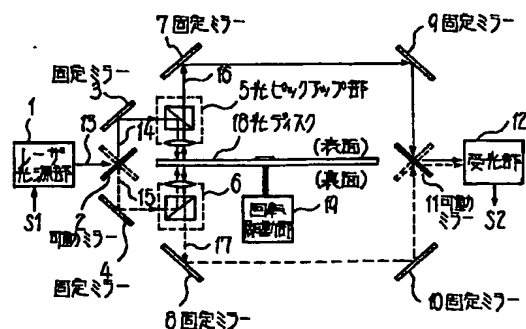 7固定ミラー
9固定ミラー
固定ミラー
3
16
5光ピックアップ部
18光ディスク
1
レーザ
光源部
13
14
(表面)
(裏面)
12
受光部
S1
2
15
可動ミラー
6
回転
駆動部
19
11可動
ミラー
S2
4
固定ミラー
17
8固定ミラー
10固定ミラー